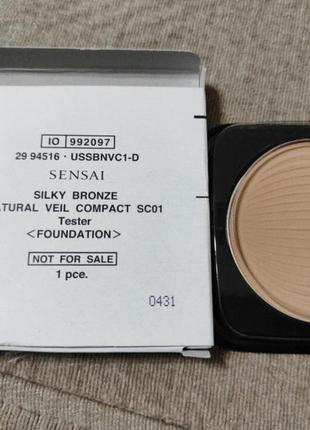 IO 992097
29 94516 · USSBNVC1-D
SENSAI
SILKY BRONZE
ATURAL VEIL COMPACT SC01
Tester
<FOUNDATION>
NOT FOR SALE
1 pce.
0431